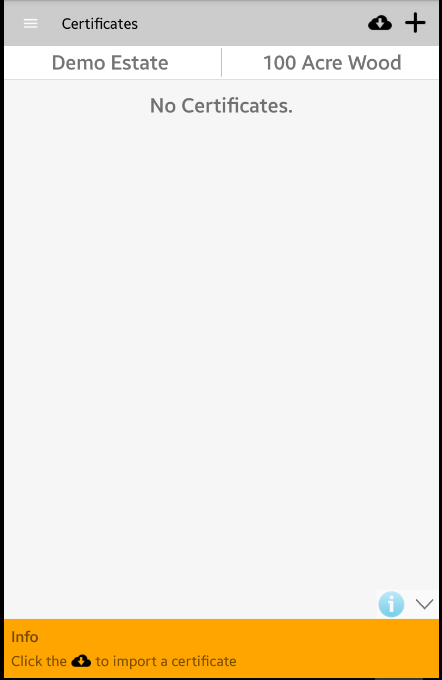 Certificates
Demo Estate
100 Acre Wood
No Certificates.
Info
Click the to import a certificate